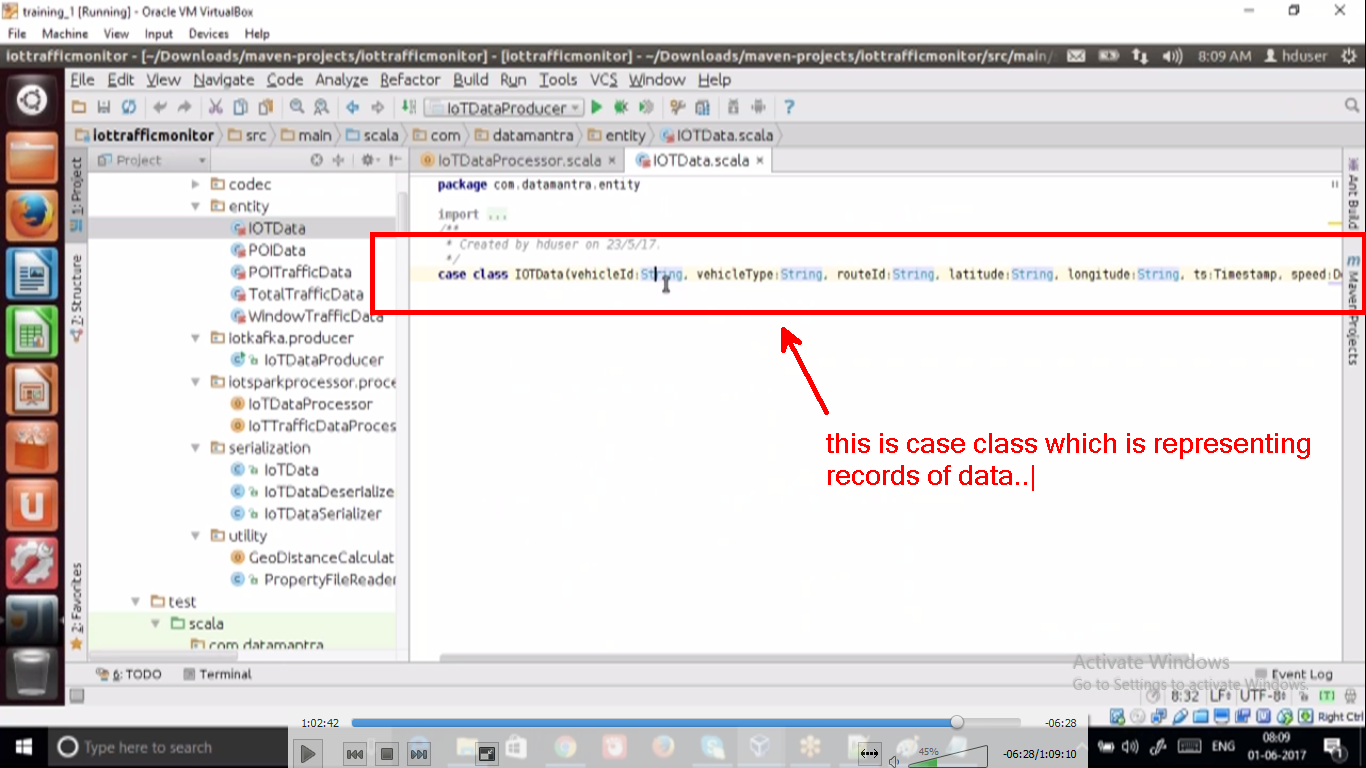 training_1 [Running] - Oracle VM VirtualBox
File Machine View Input Devices Help
iottrafficmonitor - [~/Downloads/maven-projects/iottrafficmonitor] - [iottrafficmonitor] - ~/Downloads/maven-projects/iottrafficmonitor/src/main/
8:09 AM hduser
File Edit View Navigate Code Analyze Refactor Build Run Tools VCS Window Help
IoTDataProducer
iottrafficmonitor src main scala com datamantra entity IOTData.scala
Project
IoTDataProcessor.scala × IOTData.scala ×
1: Project
Z: Structure
2: Favorites
codec
entity
IOTData
POIData
POITrafficData
TotalTrafficData
WindowTrafficData
iotkafka.producer
IoTDataProducer
iotsparkprocessor.proce
IoTDataProcessor
IoTTrafficDataProces
serialization
IoTData
IoTDataDeserialize
IoTDataSerializer
utility
GeoDistanceCalculat
PropertyFileReader
test
scala
com.datamantra
package com.datamantra.entity
import ...
/**
* Created by hduser on 23/5/17.
*/
case class IOTData(vehicleId:String, vehicleType:String, routeId:String, latitude:String, longitude:String, ts:Timestamp, speed:Do
this is case class which is representing
records of data..
Ant Build
Maven Projects
6: TODO Terminal
Event Log
Activate Windows
Go to Settings to activate Windows.
8:32 LF UTF-8 [T]
Right Ctrl
1:02:42 -06:28
Type here to search
45%
-06:28/1:09:10
ENG
08:09
01-06-2017
1